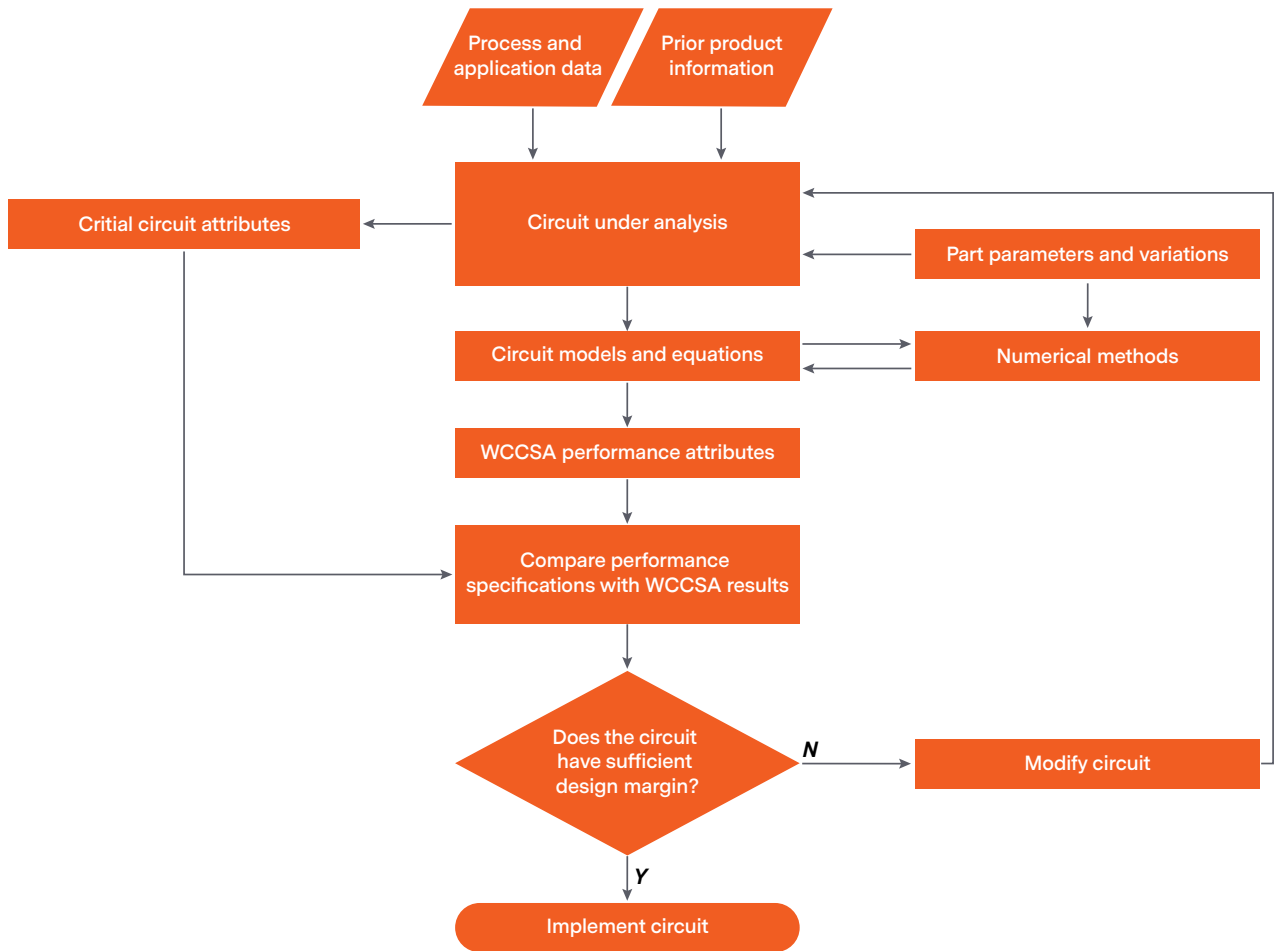 Process and
application data
Prior product
information
Circuit under analysis
Critial circuit attributes
Part parameters and variations
Circuit models and equations
Numerical methods
WCCSA performance attributes
Compare performance
specifications with WCCSA results
Does the circuit
have sufficient
design margin?
N
Modify circuit
Y
Implement circuit